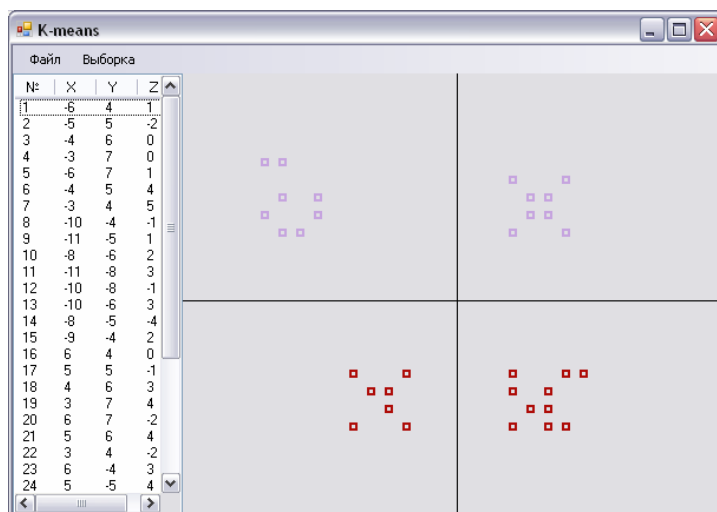 K-means
Файл Выборка
№ X Y Z
1 -6 4 1
2 -5 5 -2
3 -4 6 0
4 -3 7 0
5 -6 7 1
6 -4 5 4
7 -3 4 5
8 -10 -4 -1
9 -11 -5 1
10 -8 -6 2
11 -11 -8 3
12 -10 -8 -1
13 -10 -6 3
14 -8 -5 -4
15 -9 -4 2
16 6 4 0
17 5 5 -1
18 4 6 3
19 3 7 4
20 6 7 -2
21 5 6 4
22 3 4 -2
23 6 -4 3
24 5 -5 4